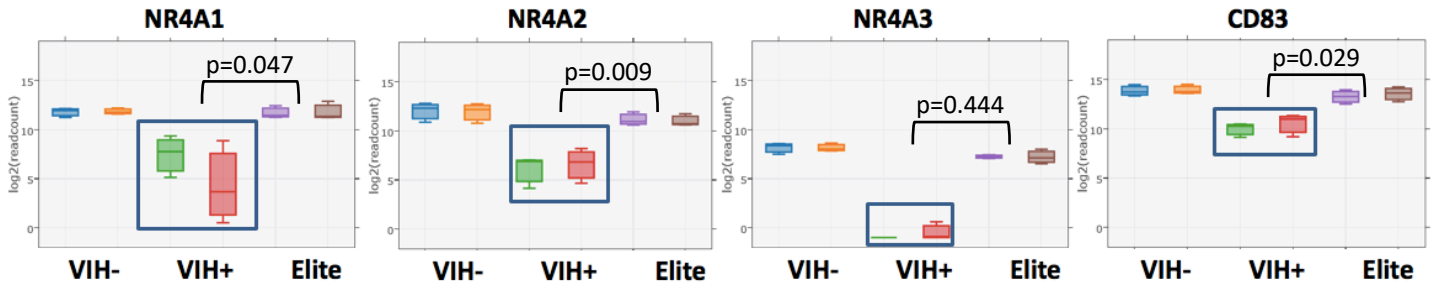 NR4A1
NR4A2
NR4A3
CD83
p=0.047
p=0.009
p=0.444
p=0.029
log2(readcount)
15
10
5
0
log2(readcount)
15
10
5
0
log2(readcount)
15
10
5
0
log2(readcount)
15
10
5
0
VIH- VIH+ Elite
VIH- VIH+ Elite
VIH- VIH+ Elite
VIH- VIH+ Elite